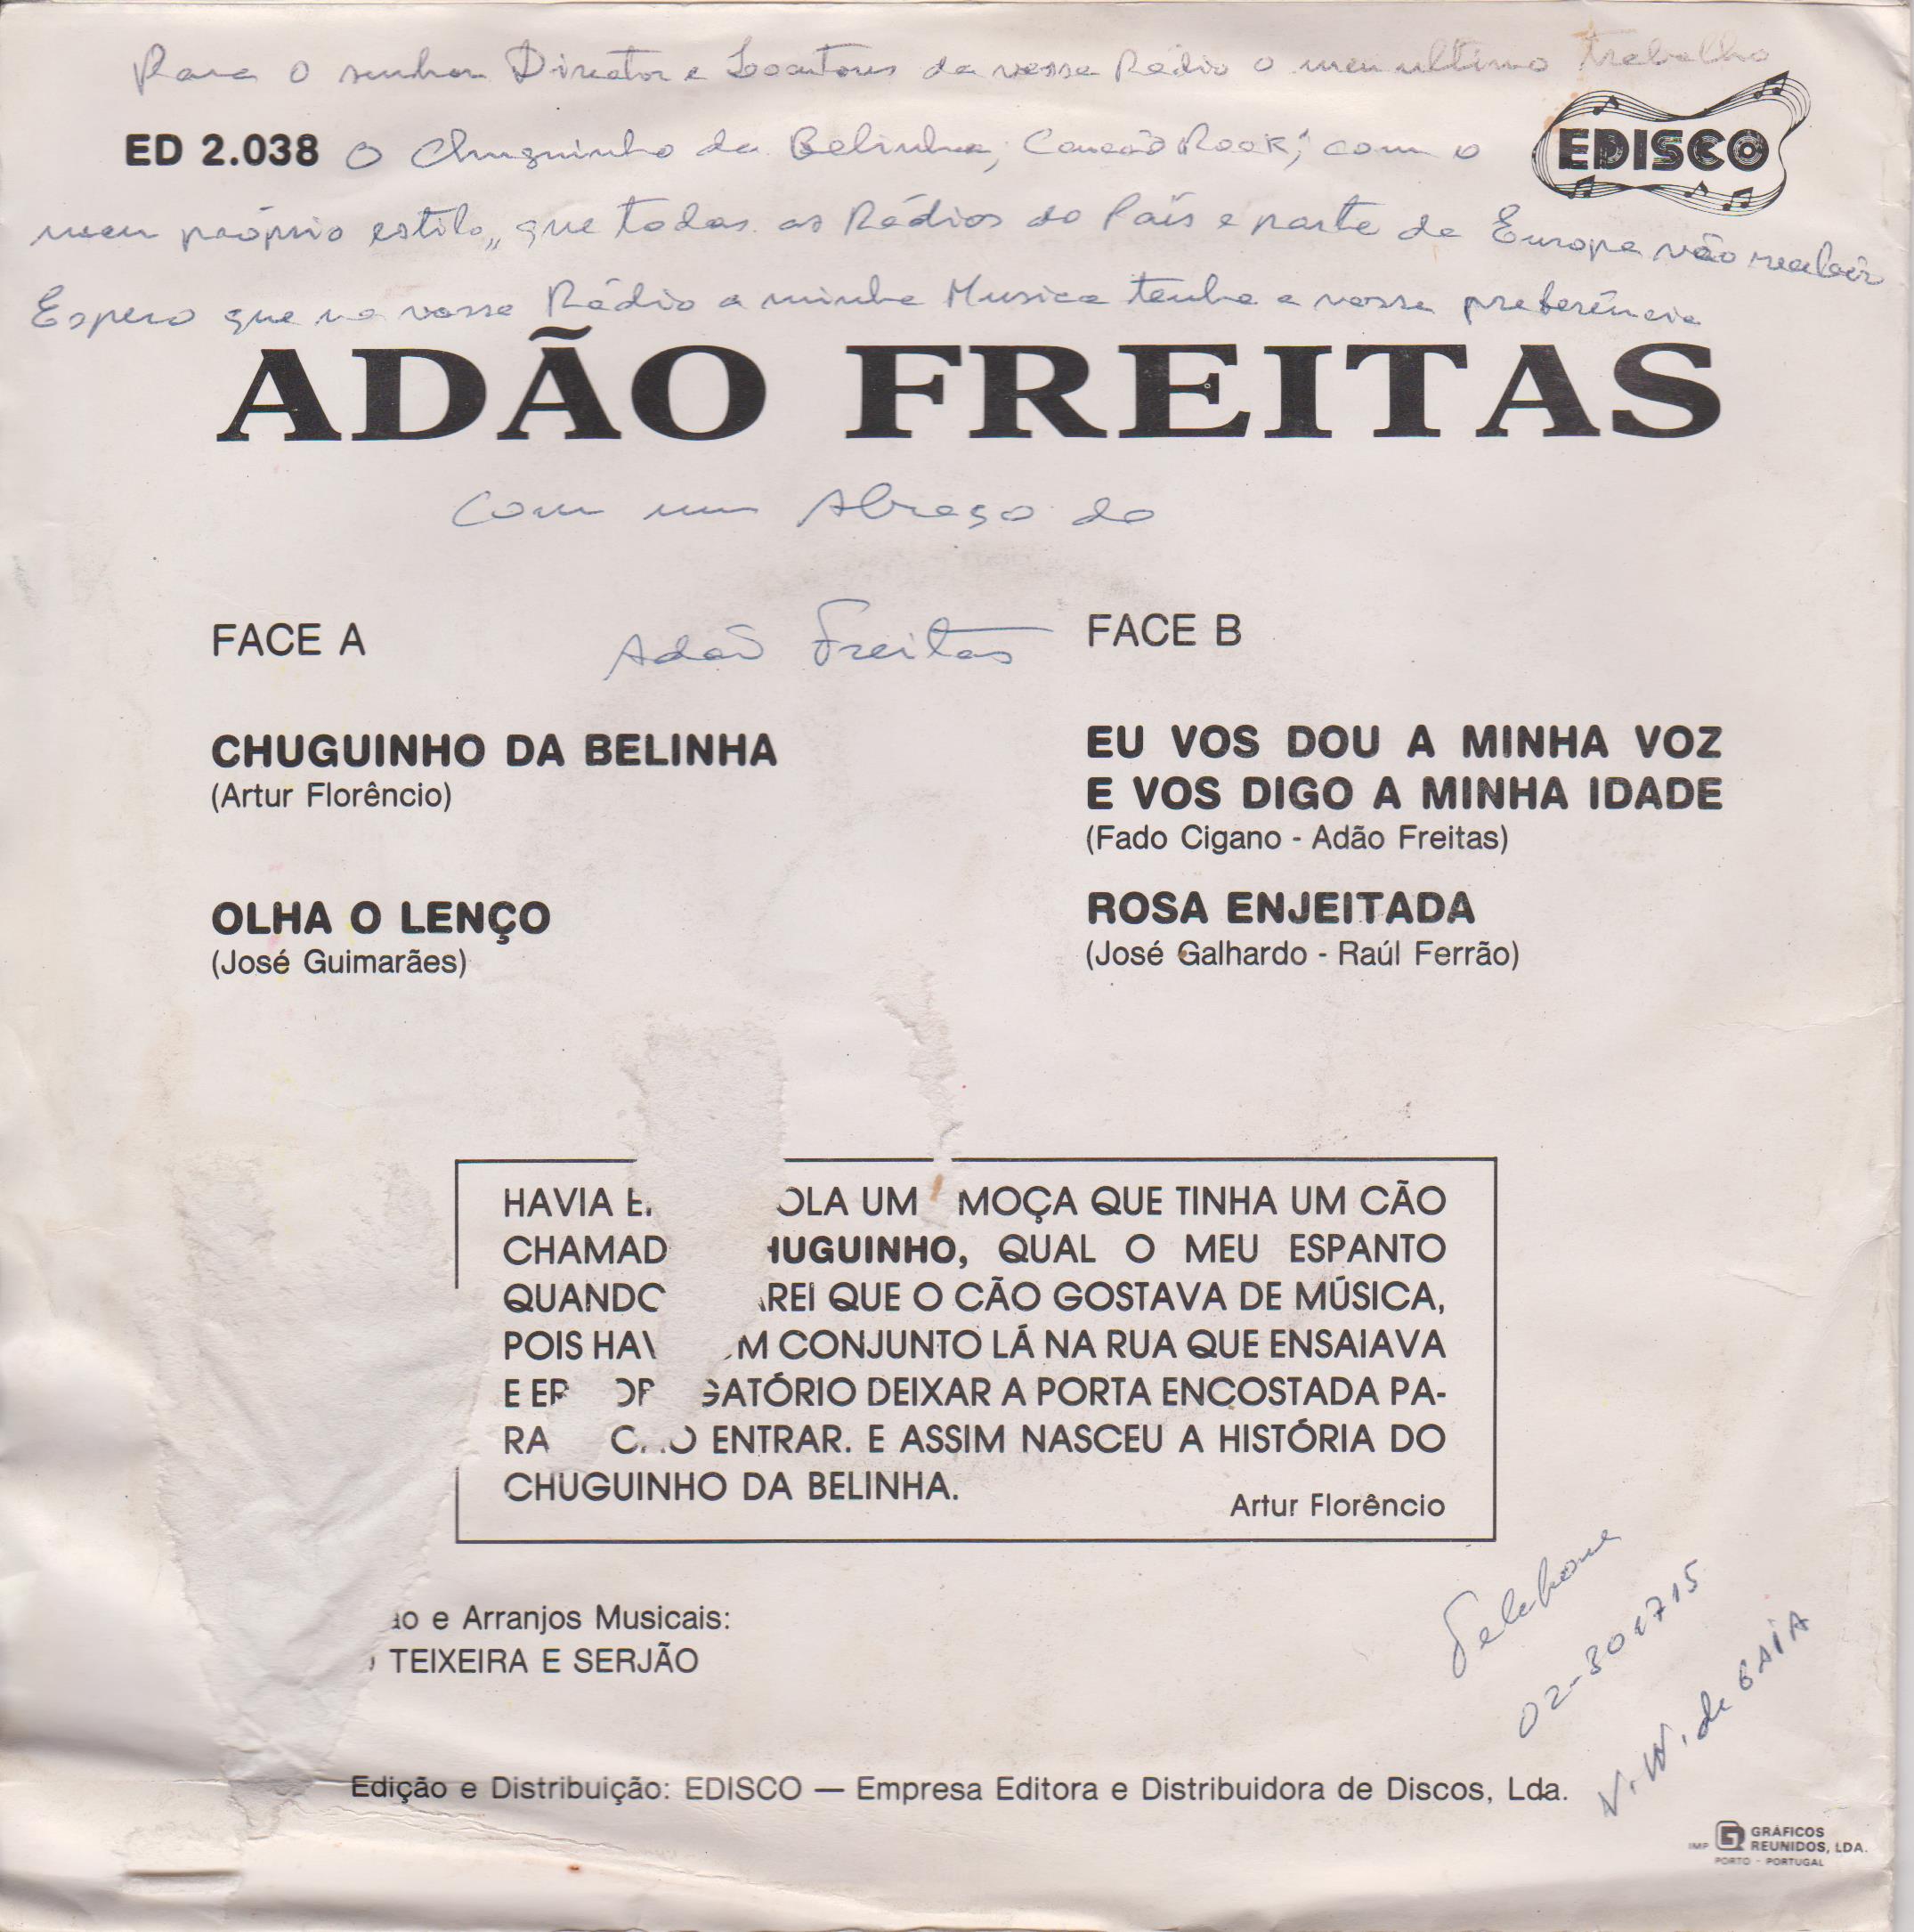 Para o senhor Director e Locutores da vossa Rádio o meu ultimo trabalho
ED 2.038 O Chuguinho da Belinha, Canção Rock, com o
EDISCO
meu próprio estilo, que todas as Rádios do País e parte da Europa vão receber
Espero que na vossa Rádio a minha Musica tenha a vossa preferência
ADÃO FREITAS
com um Abraço do
Adão Freitas
FACE A
CHUGUINHO DA BELINHA
(Artur Florêncio)
OLHA O LENÇO
(José Guimarães)
FACE B
EU VOS DOU A MINHA VOZ
E VOS DIGO A MINHA IDADE
(Fado Cigano - Adão Freitas)
ROSA ENJEITADA
(José Galhardo - Raúl Ferrão)
HAVIA UM MOÇA QUE TINHA UM CÃO
CHAMAD HUGUINHO, QUAL O MEU ESPANTO
QUANDO REI QUE O CÃO GOSTAVA DE MÚSICA,
POIS HAV M CONJUNTO LÁ NA RUA QUE ENSAIAVA
E GATÓRIO DEIXAR A PORTA ENCOSTADA PA-
RA ENTRAR. E ASSIM NASCEU A HISTÓRIA DO
CHUGUINHO DA BELINHA.
Artur Florêncio
ão e Arranjos Musicais:
TEIXEIRA E SERJÃO
Telefone
V. N. de GAIA
Edição e Distribuição: EDISCO — Empresa Editora e Distribuidora de Discos, Lda.
IMP GRÁFICOS
REUNIDOS, LDA.
PORTO - PORTUGAL